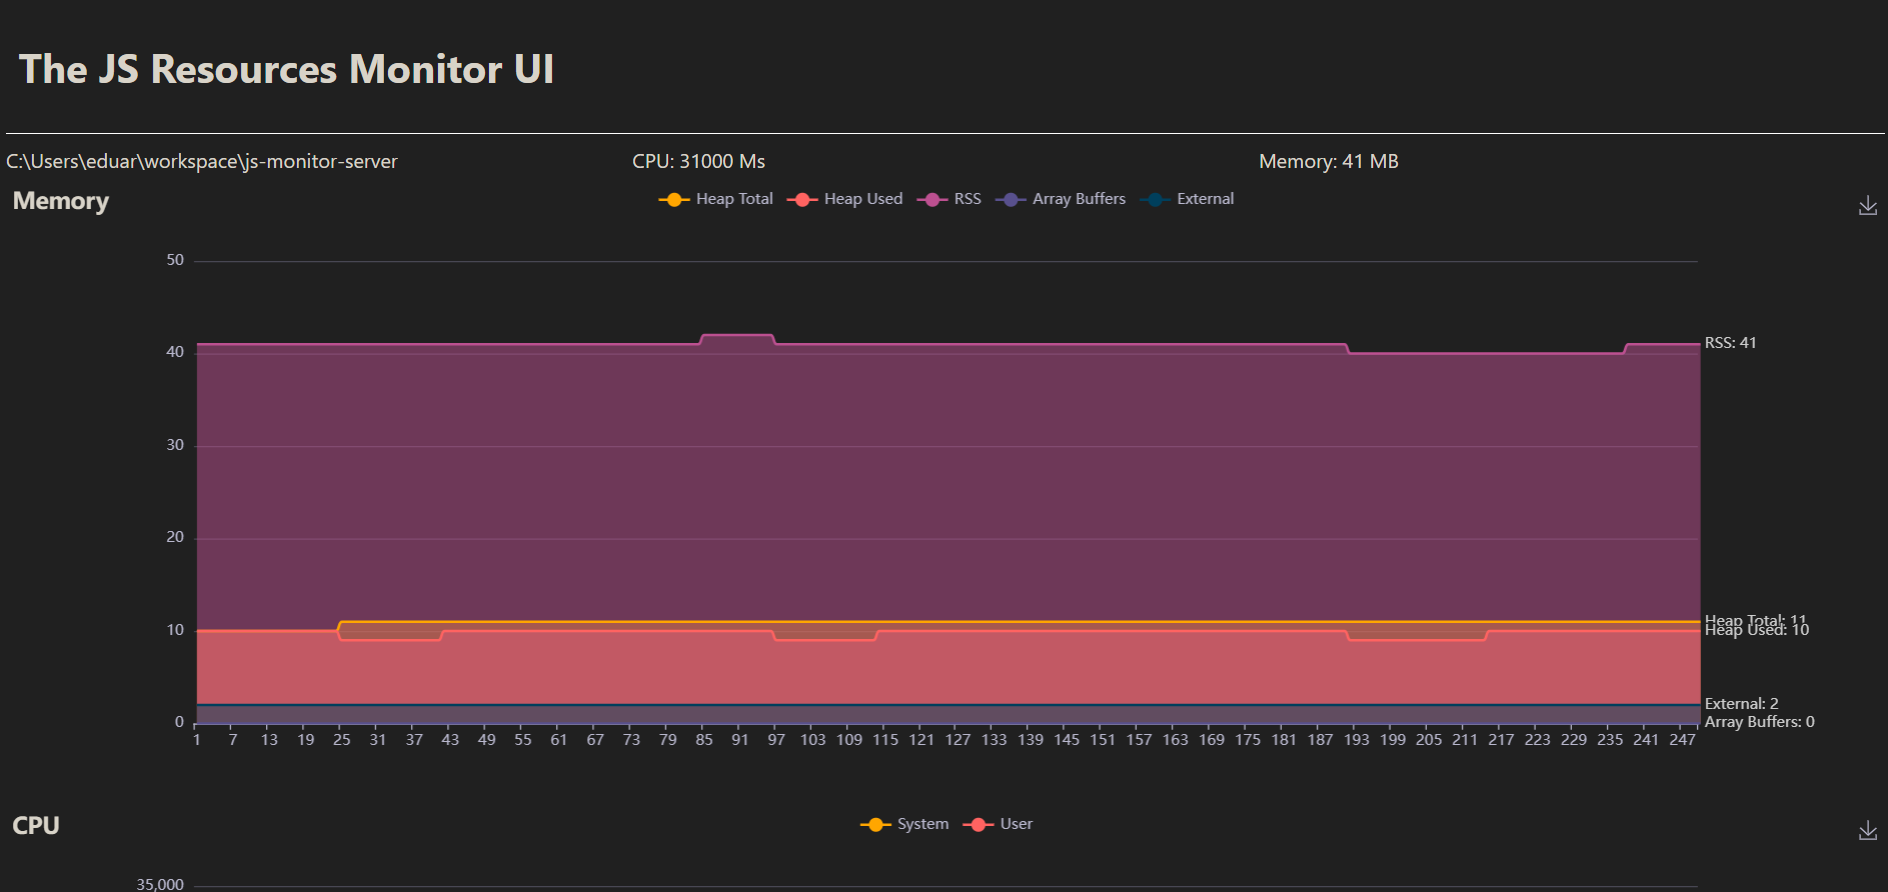 The JS Resources Monitor UI
C:\Users\eduar\workspace\js-monitor-server CPU: 31000 Ms Memory: 41 MB
Memory Heap Total Heap Used RSS Array Buffers External
50
40 RSS: 41
30
20
Heap Total: 11
10 Heap Used: 10
External: 2
0 Array Buffers: 0
1 7 13 19 25 31 37 43 49 55 61 67 73 79 85 91 97 103 109 115 121 127 133 139 145 151 157 163 169 175 181 187 193 199 205 211 217 223 229 235 241 247
CPU System User
35,000